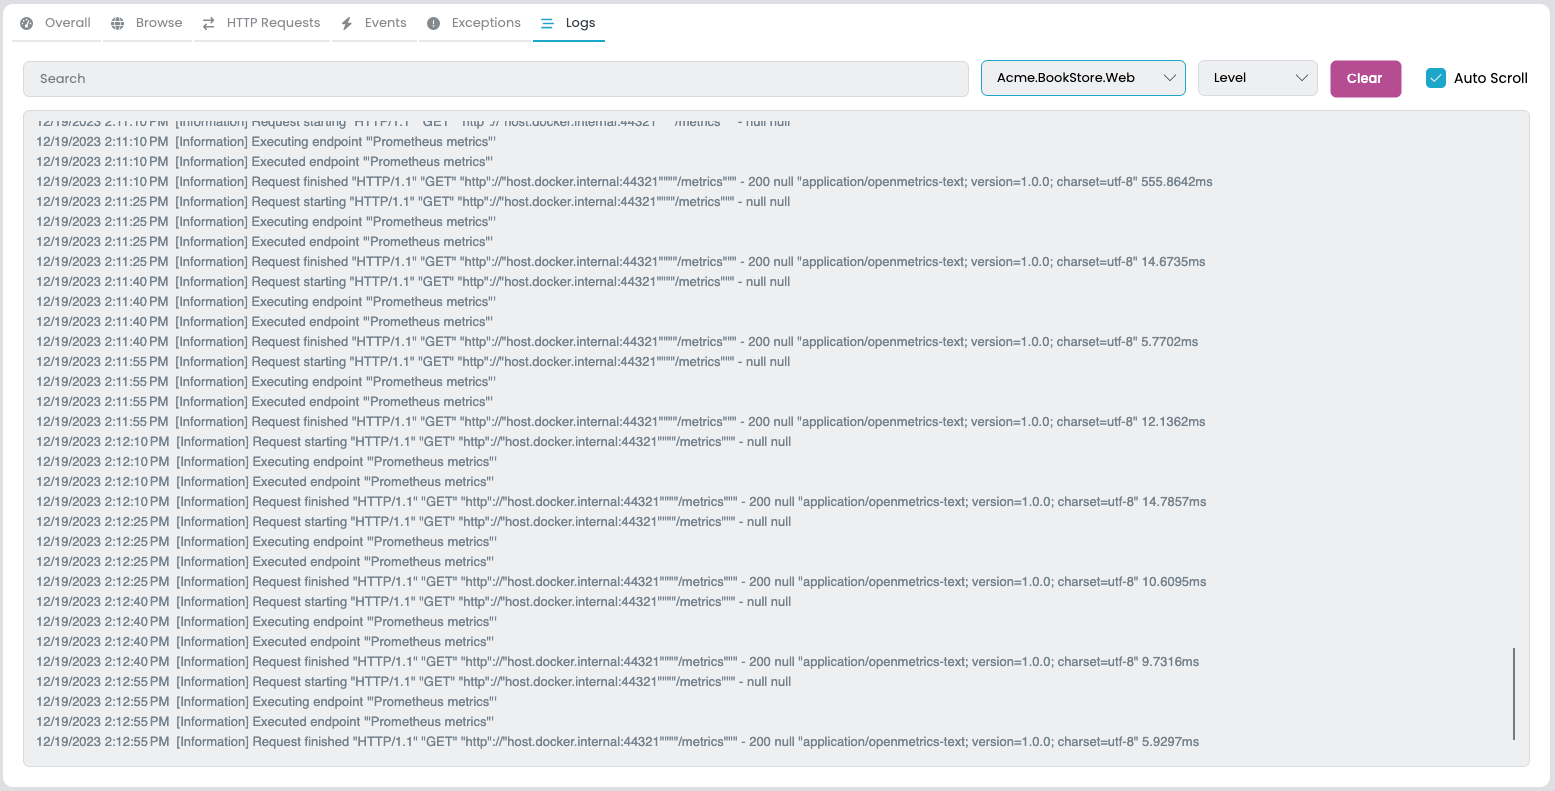 Overall Browse HTTP Requests Events Exceptions Logs
Search Acme.BookStore.Web Level Clear Auto Scroll
12/19/2023 2:11:10 PM [Information] Request starting "HTTP/1.1" "GET" "http"://"host.docker.internal:44321""""/metrics""" - null null
12/19/2023 2:11:10 PM [Information] Executing endpoint '"Prometheus metrics"'
12/19/2023 2:11:10 PM [Information] Executed endpoint '"Prometheus metrics"'
12/19/2023 2:11:10 PM [Information] Request finished "HTTP/1.1" "GET" "http"://"host.docker.internal:44321""""/metrics""" - 200 null "application/openmetrics-text; version=1.0.0; charset=utf-8" 555.8642ms
12/19/2023 2:11:25 PM [Information] Request starting "HTTP/1.1" "GET" "http"://"host.docker.internal:44321""""/metrics""" - null null
12/19/2023 2:11:25 PM [Information] Executing endpoint '"Prometheus metrics"'
12/19/2023 2:11:25 PM [Information] Executed endpoint '"Prometheus metrics"'
12/19/2023 2:11:25 PM [Information] Request finished "HTTP/1.1" "GET" "http"://"host.docker.internal:44321""""/metrics""" - 200 null "application/openmetrics-text; version=1.0.0; charset=utf-8" 14.6735ms
12/19/2023 2:11:40 PM [Information] Request starting "HTTP/1.1" "GET" "http"://"host.docker.internal:44321""""/metrics""" - null null
12/19/2023 2:11:40 PM [Information] Executing endpoint '"Prometheus metrics"'
12/19/2023 2:11:40 PM [Information] Executed endpoint '"Prometheus metrics"'
12/19/2023 2:11:40 PM [Information] Request finished "HTTP/1.1" "GET" "http"://"host.docker.internal:44321""""/metrics""" - 200 null "application/openmetrics-text; version=1.0.0; charset=utf-8" 5.7702ms
12/19/2023 2:11:55 PM [Information] Request starting "HTTP/1.1" "GET" "http"://"host.docker.internal:44321""""/metrics""" - null null
12/19/2023 2:11:55 PM [Information] Executing endpoint '"Prometheus metrics"'
12/19/2023 2:11:55 PM [Information] Executed endpoint '"Prometheus metrics"'
12/19/2023 2:11:55 PM [Information] Request finished "HTTP/1.1" "GET" "http"://"host.docker.internal:44321""""/metrics""" - 200 null "application/openmetrics-text; version=1.0.0; charset=utf-8" 12.1362ms
12/19/2023 2:12:10 PM [Information] Request starting "HTTP/1.1" "GET" "http"://"host.docker.internal:44321""""/metrics""" - null null
12/19/2023 2:12:10 PM [Information] Executing endpoint '"Prometheus metrics"'
12/19/2023 2:12:10 PM [Information] Executed endpoint '"Prometheus metrics"'
12/19/2023 2:12:10 PM [Information] Request finished "HTTP/1.1" "GET" "http"://"host.docker.internal:44321""""/metrics""" - 200 null "application/openmetrics-text; version=1.0.0; charset=utf-8" 14.7857ms
12/19/2023 2:12:25 PM [Information] Request starting "HTTP/1.1" "GET" "http"://"host.docker.internal:44321""""/metrics""" - null null
12/19/2023 2:12:25 PM [Information] Executing endpoint '"Prometheus metrics"'
12/19/2023 2:12:25 PM [Information] Executed endpoint '"Prometheus metrics"'
12/19/2023 2:12:25 PM [Information] Request finished "HTTP/1.1" "GET" "http"://"host.docker.internal:44321""""/metrics""" - 200 null "application/openmetrics-text; version=1.0.0; charset=utf-8" 10.6095ms
12/19/2023 2:12:40 PM [Information] Request starting "HTTP/1.1" "GET" "http"://"host.docker.internal:44321""""/metrics""" - null null
12/19/2023 2:12:40 PM [Information] Executing endpoint '"Prometheus metrics"'
12/19/2023 2:12:40 PM [Information] Executed endpoint '"Prometheus metrics"'
12/19/2023 2:12:40 PM [Information] Request finished "HTTP/1.1" "GET" "http"://"host.docker.internal:44321""""/metrics""" - 200 null "application/openmetrics-text; version=1.0.0; charset=utf-8" 9.7316ms
12/19/2023 2:12:55 PM [Information] Request starting "HTTP/1.1" "GET" "http"://"host.docker.internal:44321""""/metrics""" - null null
12/19/2023 2:12:55 PM [Information] Executing endpoint '"Prometheus metrics"'
12/19/2023 2:12:55 PM [Information] Executed endpoint '"Prometheus metrics"'
12/19/2023 2:12:55 PM [Information] Request finished "HTTP/1.1" "GET" "http"://"host.docker.internal:44321""""/metrics""" - 200 null "application/openmetrics-text; version=1.0.0; charset=utf-8" 5.9297ms